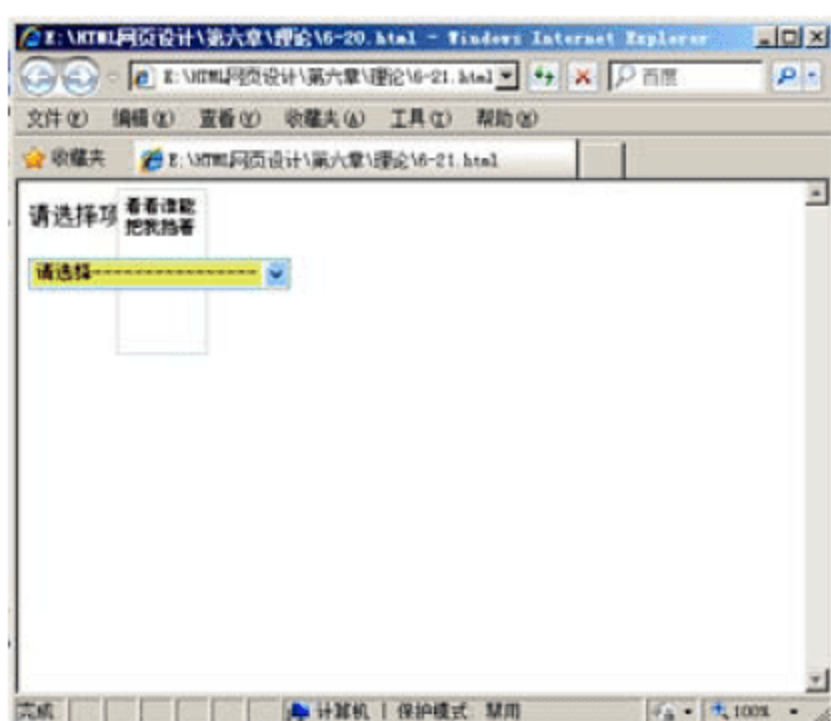 E:\HTML网页设计\第六章\理论\6-20.html - Windows Internet Explorer
E:\HTML网页设计\第六章\理论\6-21.html
百度
文件(F) 编辑(E) 查看(V) 收藏夹(A) 工具(T) 帮助(H)
收藏夹 E:\HTML网页设计\第六章\理论\6-21.html
请选择项
看看谁能
把我挡着
请选择-----------------
完成 计算机 | 保护模式: 禁用 100%